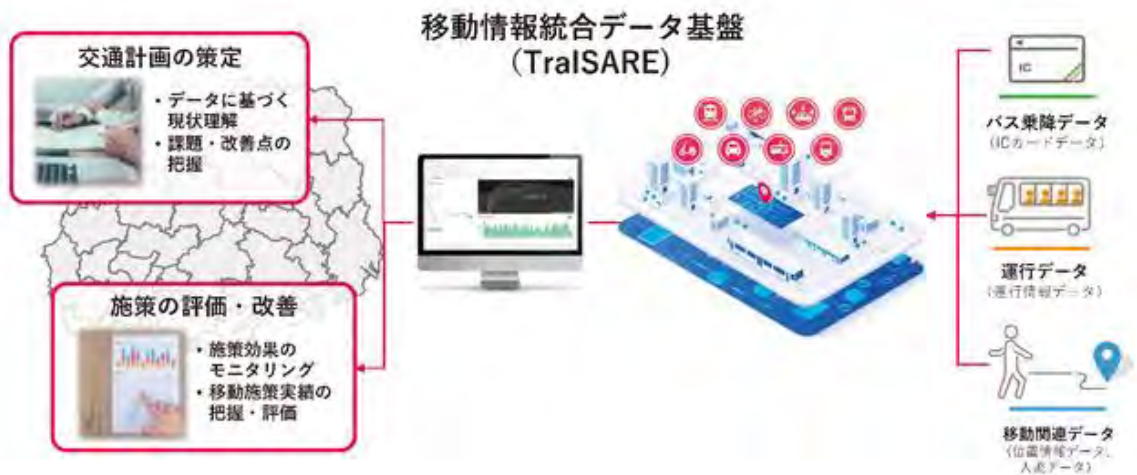 移動情報統合データ基盤
(TraISARE)
交通計画の策定
・データに基づく
現状理解
・課題・改善点の
把握
施策の評価・改善
・施策効果の
モニタリング
・移動施策実績の
把握・評価
IC
バス乗降データ
(ICカードデータ)
運行データ
(運行情報データ)
移動関連データ
(位置情報データ、
人流データ)